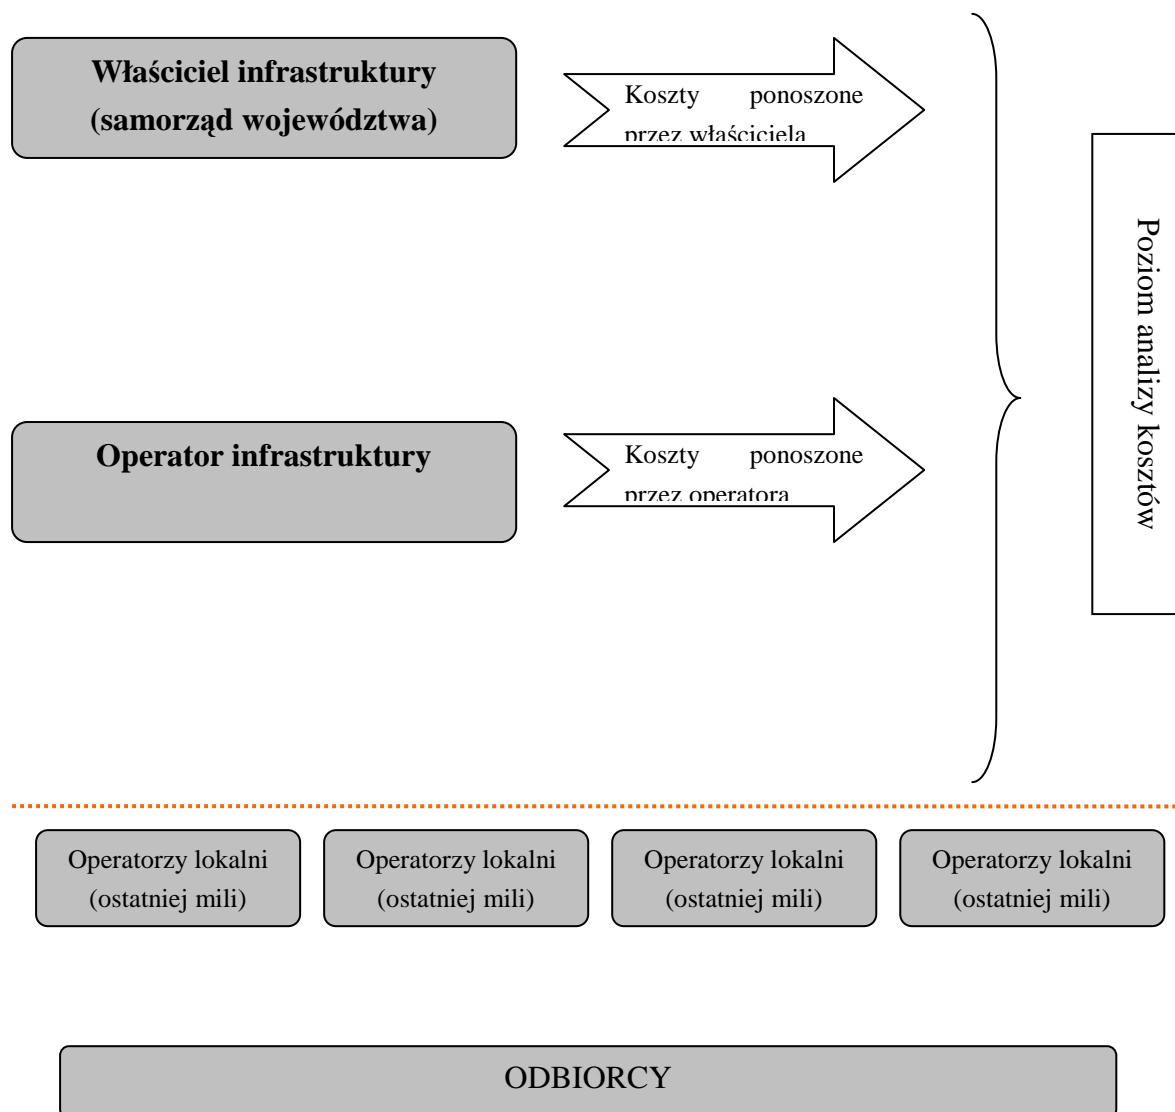 Właściciel infrastruktury
(samorząd województwa)
Koszty ponoszone
przez właściciela
Poziom analizy kosztów
Operator infrastruktury
Koszty ponoszone
przez operatora
Operatorzy lokalni
(ostatniej mili)
Operatorzy lokalni
(ostatniej mili)
Operatorzy lokalni
(ostatniej mili)
Operatorzy lokalni
(ostatniej mili)
ODBIORCY